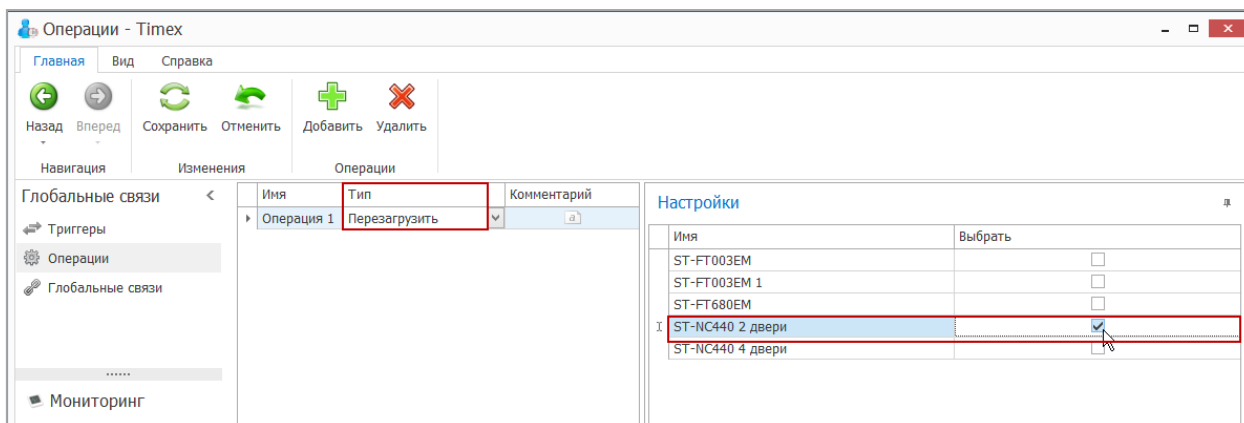 Операции - Timex
Главная Вид Справка
Назад Вперед Сохранить Отменить Добавить Удалить
Навигация Изменения Операции
Глобальные связи
Триггеры
Операции
Глобальные связи
Мониторинг
Имя Тип Комментарий
Операция 1 Перезагрузить a
Настройки
Имя Выбрать
ST-FT003EM
ST-FT003EM 1
ST-FT680EM
ST-NC440 2 двери
ST-NC440 4 двери